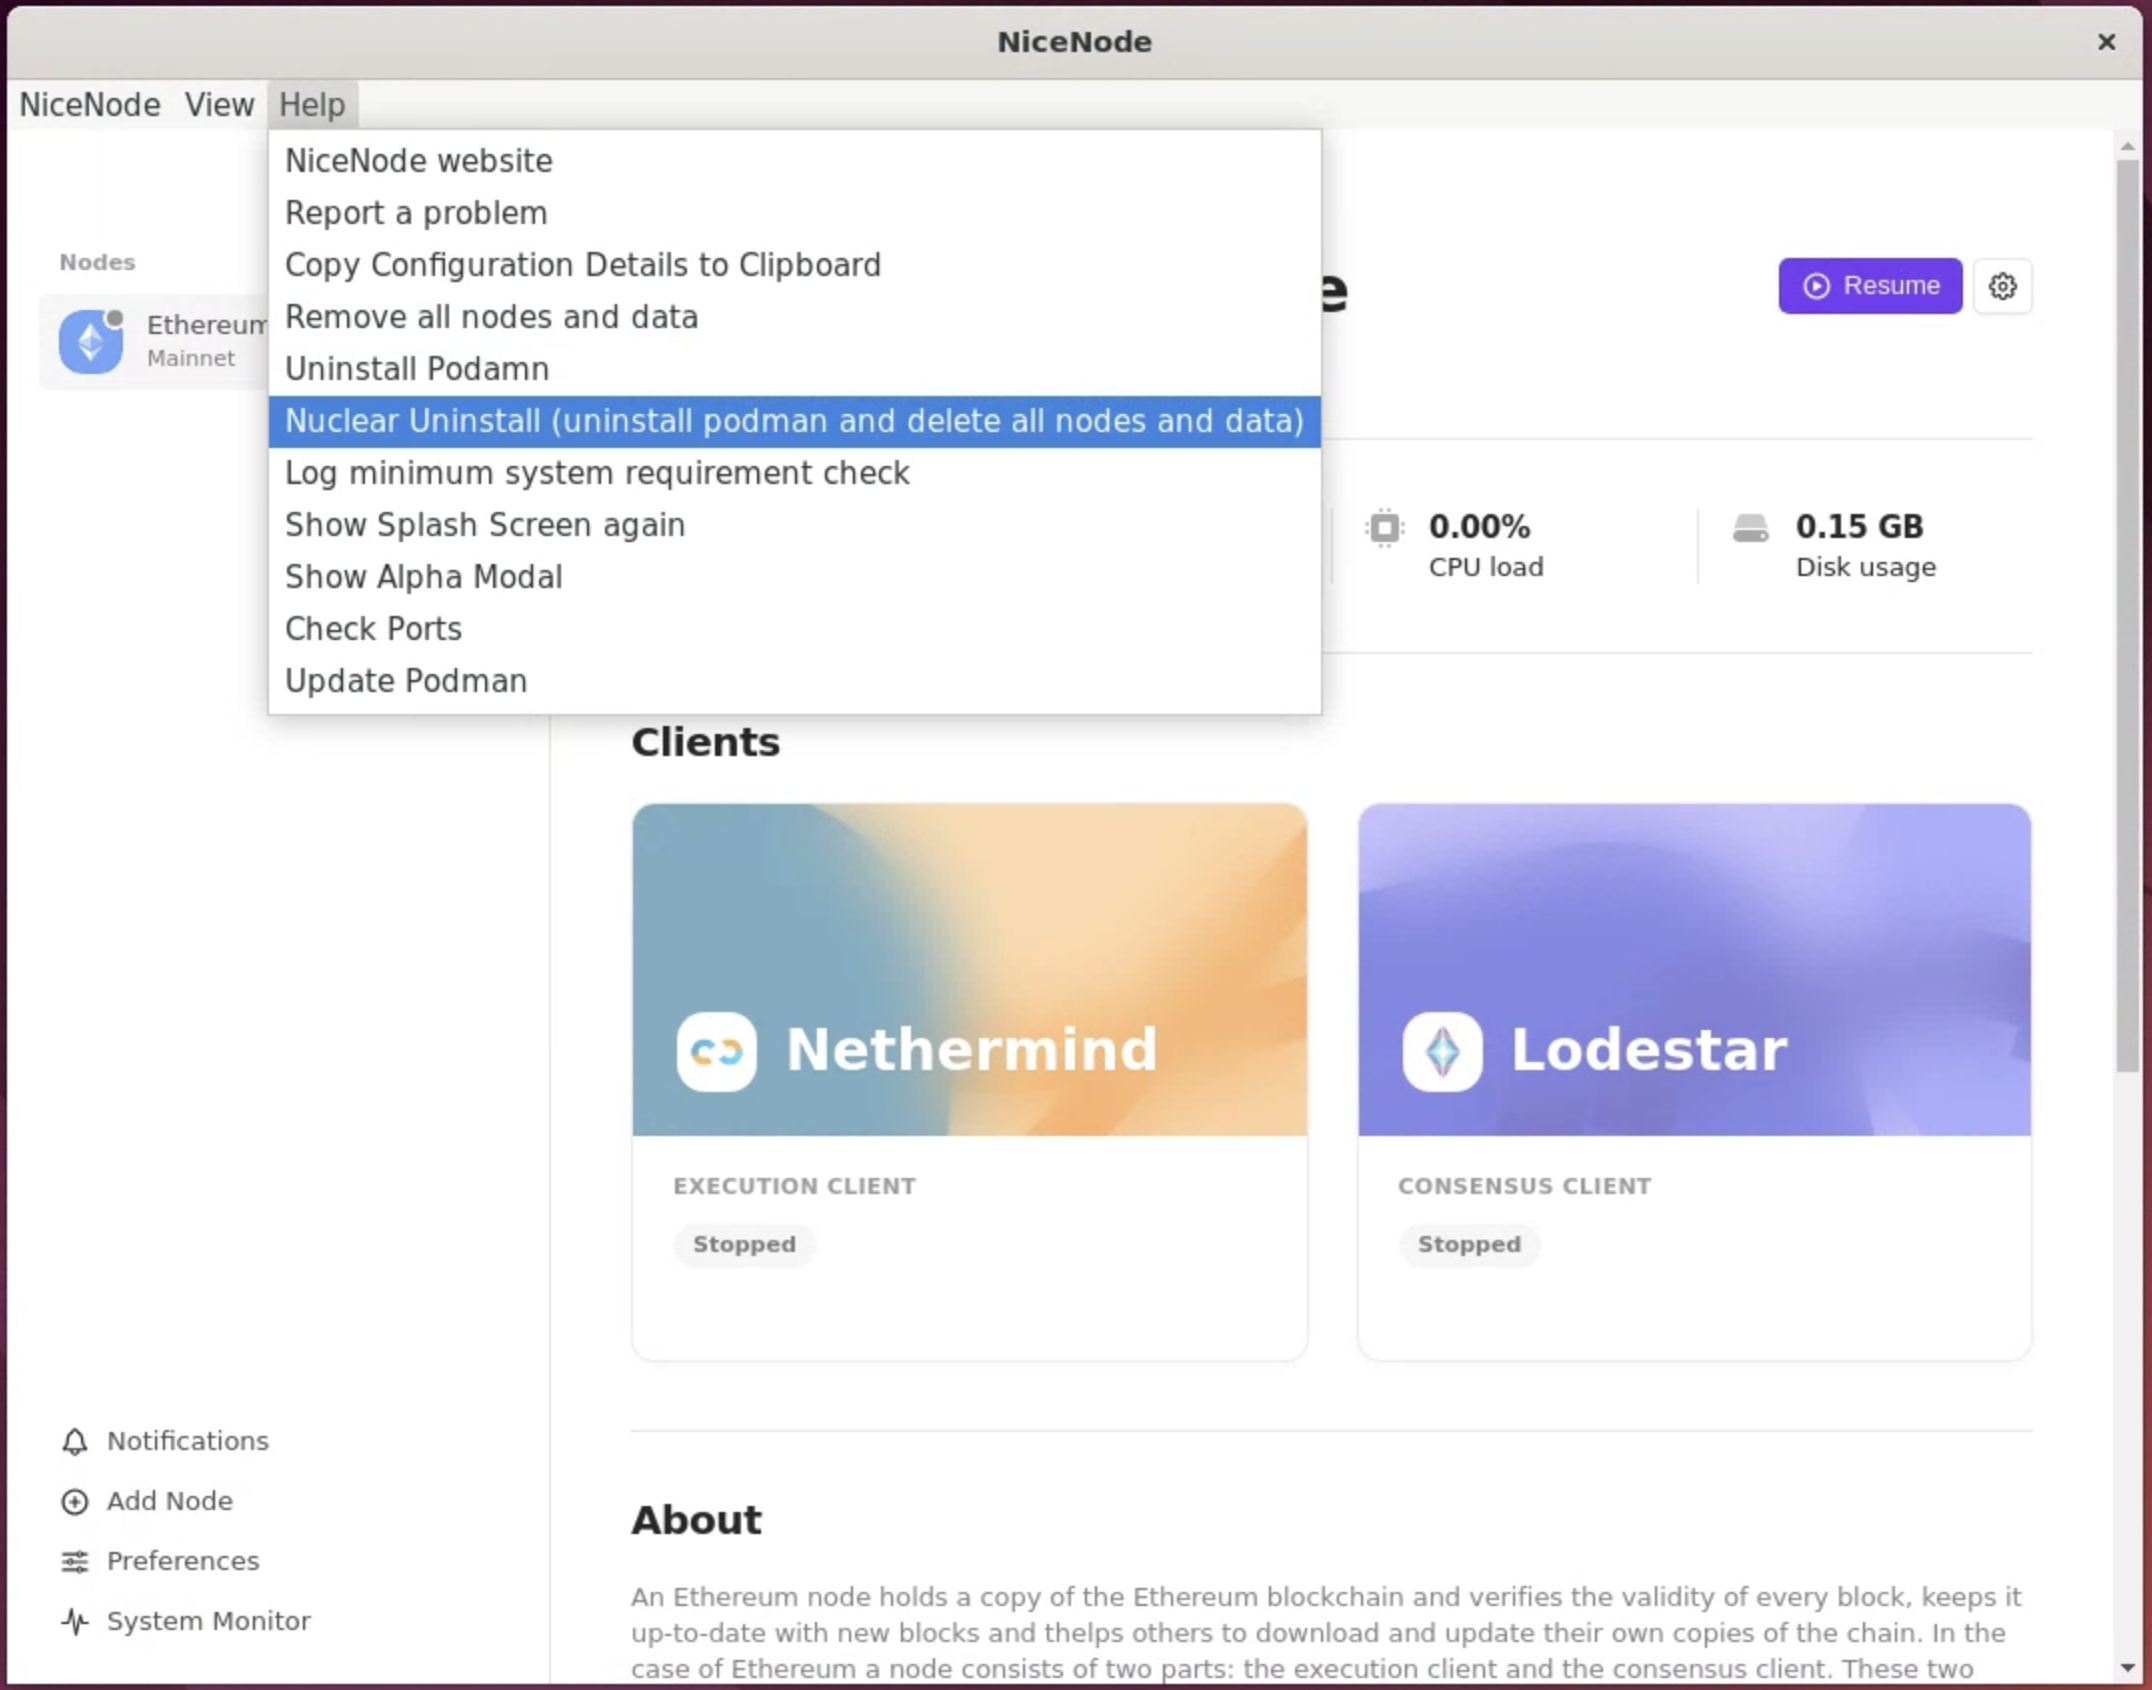 NiceNode
NiceNode View Help
NiceNode website
Report a problem
Copy Configuration Details to Clipboard
Remove all nodes and data
Uninstall Podamn
Nuclear Uninstall (uninstall podman and delete all nodes and data)
Log minimum system requirement check
Show Splash Screen again
Show Alpha Modal
Check Ports
Update Podman
Nodes
Ethereum
Mainnet
e
Resume
0.00%
CPU load
0.15 GB
Disk usage
Clients
Nethermind
EXECUTION CLIENT
Stopped
Lodestar
CONSENSUS CLIENT
Stopped
Notifications
Add Node
Preferences
System Monitor
About
An Ethereum node holds a copy of the Ethereum blockchain and verifies the validity of every block, keeps it
up-to-date with new blocks and thelps others to download and update their own copies of the chain. In the
case of Ethereum a node consists of two parts: the execution client and the consensus client. These two